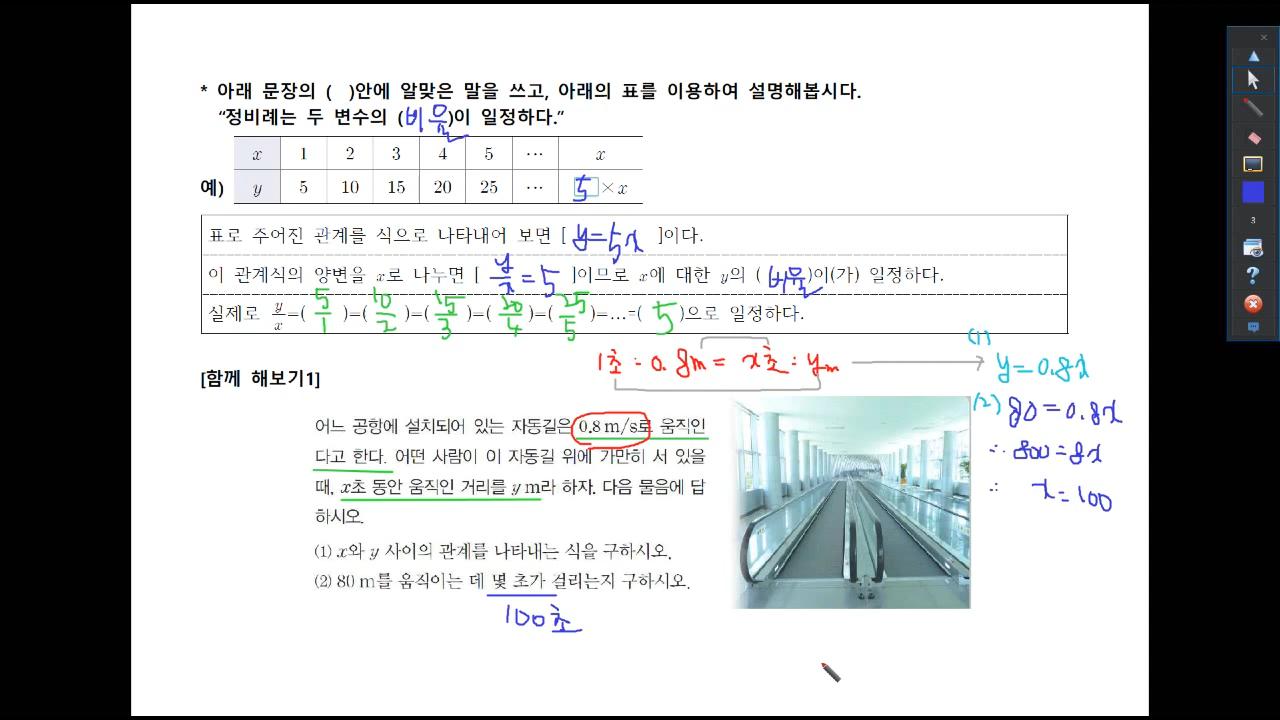 * 아래 문장의 ( )안에 알맞은 말을 쓰고, 아래의 표를 이용하여 설명해봅시다.
“정비례는 두 변수의 (비율)이 일정하다.”
x 1 2 3 4 5 ⋯ x
예) y 5 10 15 20 25 ⋯ 5 × x
표로 주어진 관계를 식으로 나타내어 보면 [ y=5x ]이다.
이 관계식의 양변을 x로 나누면 [ y/x=5 ]이므로 x에 대한 y의 ( 비율)이(가) 일정하다.
실제로 y/x=( 5/1 )=( 10/2 )=( 15/3 )=( 20/4 )=( 25/5 )=...=( 5 )으로 일정하다.
1초 : 0.8m = x초 : ym
(1) y=0.8x
[함께 해보기1]
(2) 80=0.8x
∴ 800=8x
∴ x=100
어느 공항에 설치되어 있는 자동길은 0.8 m/s로 움직인
다고 한다. 어떤 사람이 이 자동길 위에 가만히 서 있을
때, x초 동안 움직인 거리를 y m라 하자. 다음 물음에 답
하시오.
(1) x와 y 사이의 관계를 나타내는 식을 구하시오.
(2) 80 m를 움직이는 데 몇 초가 걸리는지 구하시오.
100초
3